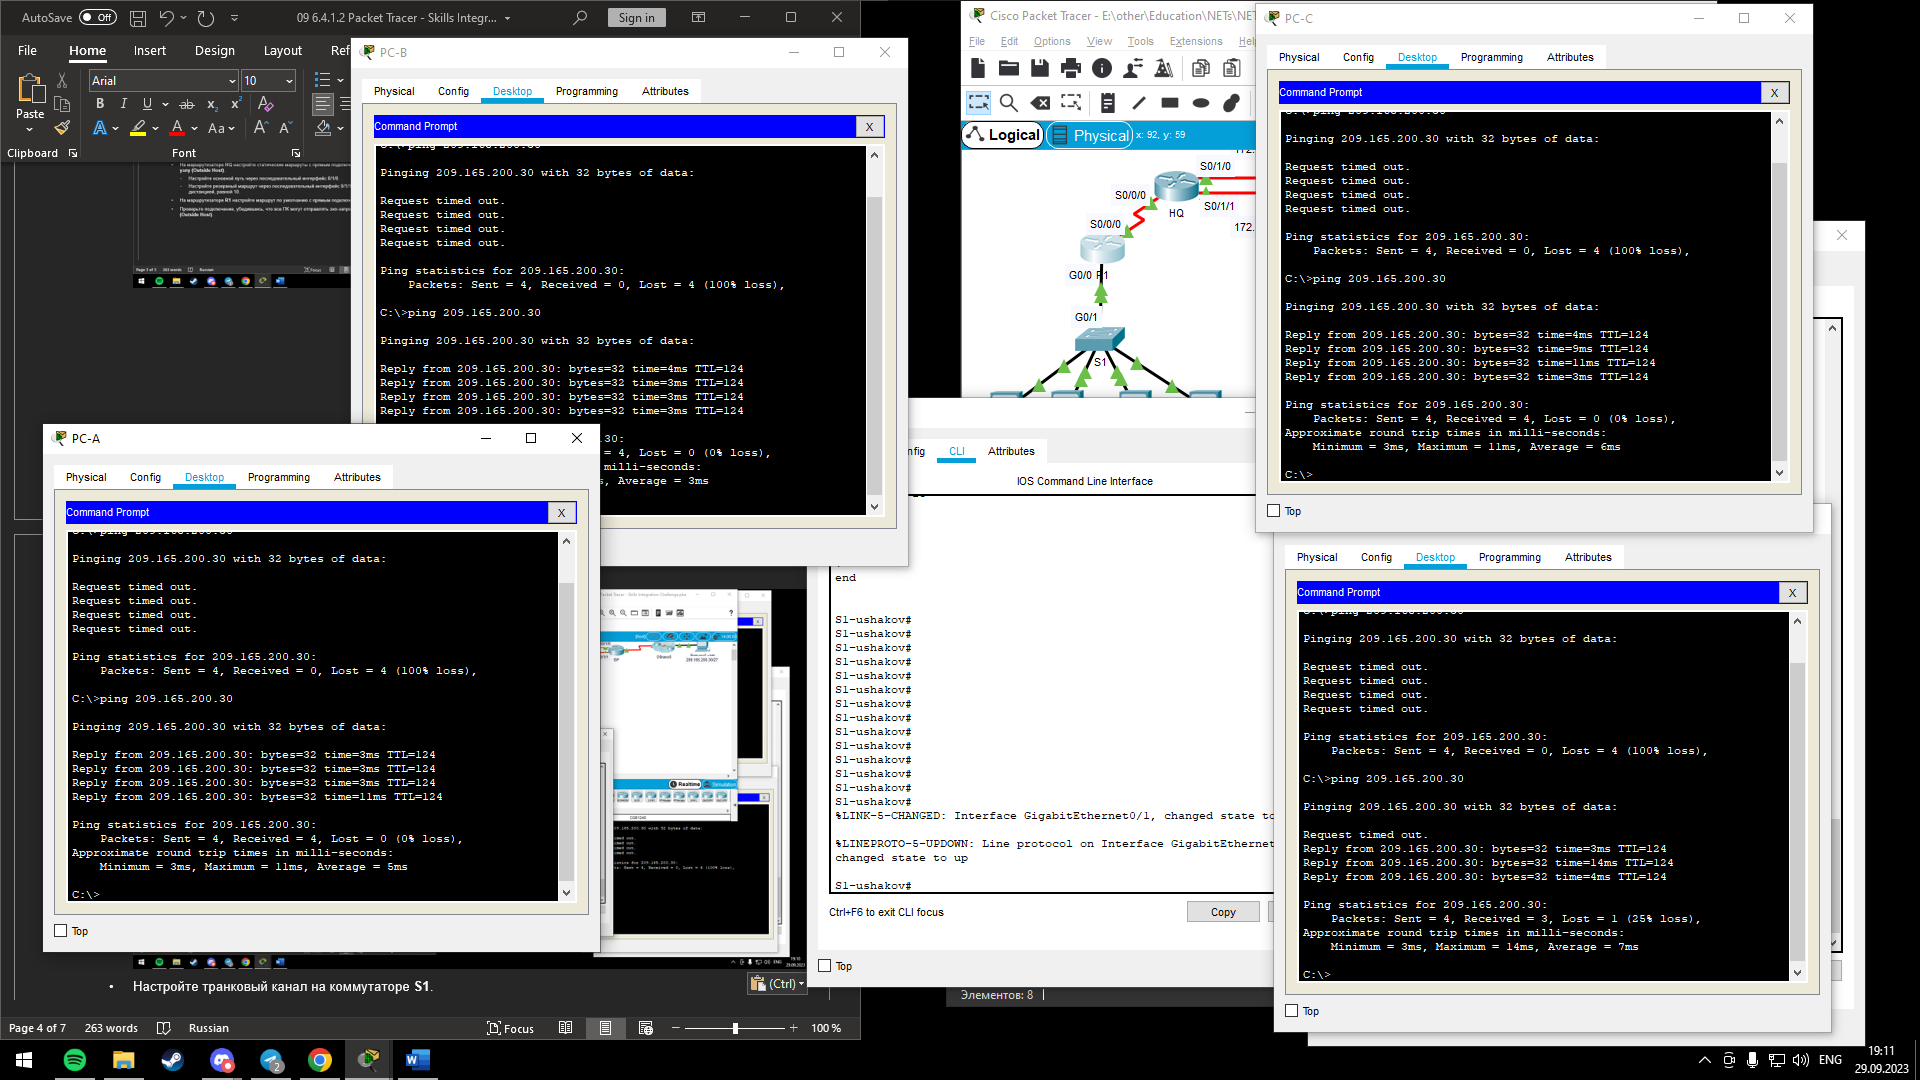 AutoSave Off
09 6.4.1.2 Packet Tracer - Skills Integr...
Sign in
File Home Insert Design Layout
Arial 10
Paste
Clipboard Font
PC-B
Physical Config Desktop Programming Attributes
Command Prompt X
C:\>ping 209.165.200.30
Pinging 209.165.200.30 with 32 bytes of data:
Request timed out.
Request timed out.
Request timed out.
Request timed out.
Ping statistics for 209.165.200.30:
Packets: Sent = 4, Received = 0, Lost = 4 (100% loss),
C:\>ping 209.165.200.30
Pinging 209.165.200.30 with 32 bytes of data:
Reply from 209.165.200.30: bytes=32 time=4ms TTL=124
Reply from 209.165.200.30: bytes=32 time=3ms TTL=124
Reply from 209.165.200.30: bytes=32 time=3ms TTL=124
Reply from 209.165.200.30: bytes=32 time=3ms TTL=124
30:
= 4, Lost = 0 (0% loss),
milli-seconds:
, Average = 3ms
PC-A
Physical Config Desktop Programming Attributes
Command Prompt X
C:\>ping 209.165.200.30
Pinging 209.165.200.30 with 32 bytes of data:
Request timed out.
Request timed out.
Request timed out.
Request timed out.
Ping statistics for 209.165.200.30:
Packets: Sent = 4, Received = 0, Lost = 4 (100% loss),
C:\>ping 209.165.200.30
Pinging 209.165.200.30 with 32 bytes of data:
Reply from 209.165.200.30: bytes=32 time=3ms TTL=124
Reply from 209.165.200.30: bytes=32 time=3ms TTL=124
Reply from 209.165.200.30: bytes=32 time=3ms TTL=124
Reply from 209.165.200.30: bytes=32 time=11ms TTL=124
Ping statistics for 209.165.200.30:
Packets: Sent = 4, Received = 4, Lost = 0 (0% loss),
Approximate round trip times in milli-seconds:
Minimum = 3ms, Maximum = 11ms, Average = 5ms
C:\>
Top
Cisco Packet Tracer - E:\other\Education\NETs\NET
File Edit Options View Tools Extensions Help
Logical Physical x: 92, y: 59
172.
S0/1/0
S0/0/0
HQ
S0/1/1
S0/0/0
172.
G0/0 R1
G0/1
S1
CLI Attributes
IOS Command Line Interface
end
S1-ushakov#
S1-ushakov#
S1-ushakov#
S1-ushakov#
S1-ushakov#
S1-ushakov#
S1-ushakov#
S1-ushakov#
S1-ushakov#
S1-ushakov#
S1-ushakov#
S1-ushakov#
S1-ushakov#
S1-ushakov#
%LINK-5-CHANGED: Interface GigabitEthernet0/1, changed state to
%LINEPROTO-5-UPDOWN: Line protocol on Interface GigabitEthernet
changed state to up
S1-ushakov#
Ctrl+F6 to exit CLI focus
Copy
Top
PC-C
Physical Config Desktop Programming Attributes
Command Prompt X
C:\>ping 209.165.200.30
Pinging 209.165.200.30 with 32 bytes of data:
Request timed out.
Request timed out.
Request timed out.
Request timed out.
Ping statistics for 209.165.200.30:
Packets: Sent = 4, Received = 0, Lost = 4 (100% loss),
C:\>ping 209.165.200.30
Pinging 209.165.200.30 with 32 bytes of data:
Reply from 209.165.200.30: bytes=32 time=4ms TTL=124
Reply from 209.165.200.30: bytes=32 time=9ms TTL=124
Reply from 209.165.200.30: bytes=32 time=11ms TTL=124
Reply from 209.165.200.30: bytes=32 time=3ms TTL=124
Ping statistics for 209.165.200.30:
Packets: Sent = 4, Received = 4, Lost = 0 (0% loss),
Approximate round trip times in milli-seconds:
Minimum = 3ms, Maximum = 11ms, Average = 6ms
C:\>
Top
Physical Config Desktop Programming Attributes
Command Prompt X
C:\>ping 209.165.200.30
Pinging 209.165.200.30 with 32 bytes of data:
Request timed out.
Request timed out.
Request timed out.
Request timed out.
Ping statistics for 209.165.200.30:
Packets: Sent = 4, Received = 0, Lost = 4 (100% loss),
C:\>ping 209.165.200.30
Pinging 209.165.200.30 with 32 bytes of data:
Request timed out.
Reply from 209.165.200.30: bytes=32 time=3ms TTL=124
Reply from 209.165.200.30: bytes=32 time=14ms TTL=124
Reply from 209.165.200.30: bytes=32 time=4ms TTL=124
Ping statistics for 209.165.200.30:
Packets: Sent = 4, Received = 3, Lost = 1 (25% loss),
Approximate round trip times in milli-seconds:
Minimum = 3ms, Maximum = 14ms, Average = 7ms
C:\>
Top
• Настройте транковый канал на коммутаторе S1.
(Ctrl)
Элементов: 8
Page 4 of 7 263 words Russian Focus 100 %
ENG
19:11
29.09.2023